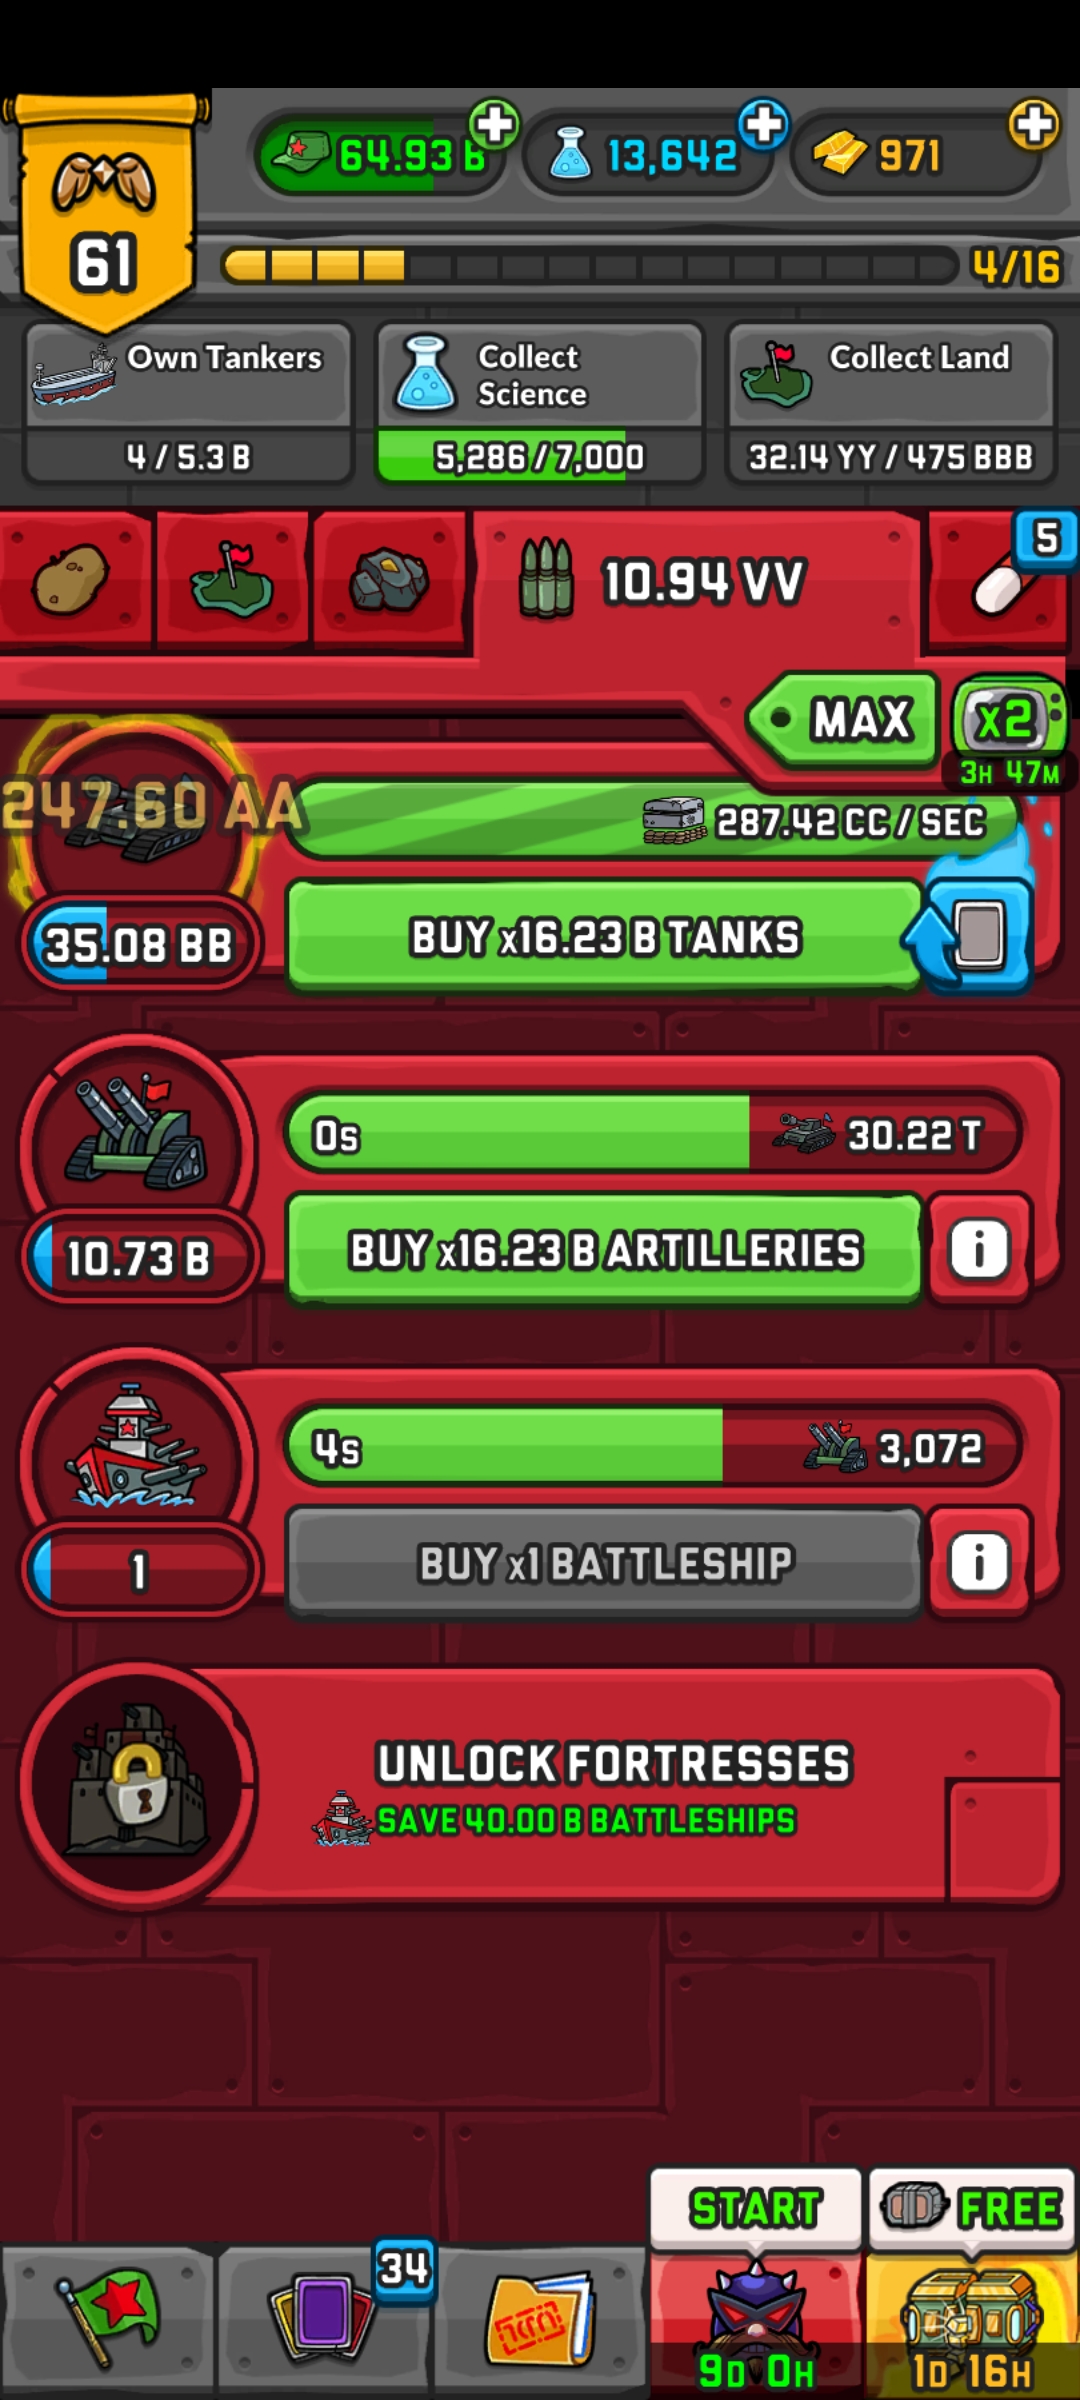 64.93 B
13,642
971
61
4/16
Own Tankers
4 / 5.3 B
Collect
Science
5,286 / 7,000
Collect Land
32.14 YY / 475 BBB
10.94 VV
5
MAX
x2
3H 47M
247.60 AA
287.42 CC / SEC
35.08 BB
BUY x16.23 B TANKS
0s
30.22 T
10.73 B
BUY x16.23 B ARTILLERIES
i
4s
3,072
1
BUY x1 BATTLESHIP
i
UNLOCK FORTRESSES
SAVE 40.00 B BATTLESHIPS
START
FREE
34
9D 0H
1D 16H